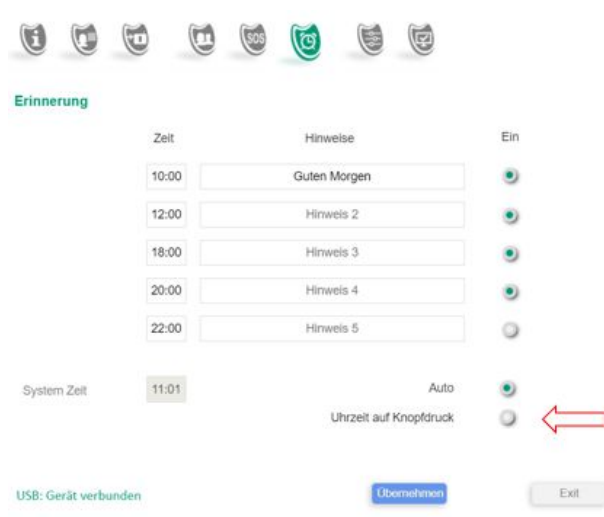 SOS
Erinnerung
Zeit Hinweise Ein
10:00 Guten Morgen
12:00 Hinweis 2
18:00 Hinweis 3
20:00 Hinweis 4
22:00 Hinweis 5
System Zeit 11:01 Auto
Uhrzeit auf Knopfdruck
USB: Gerät verbunden Übernehmen Exit